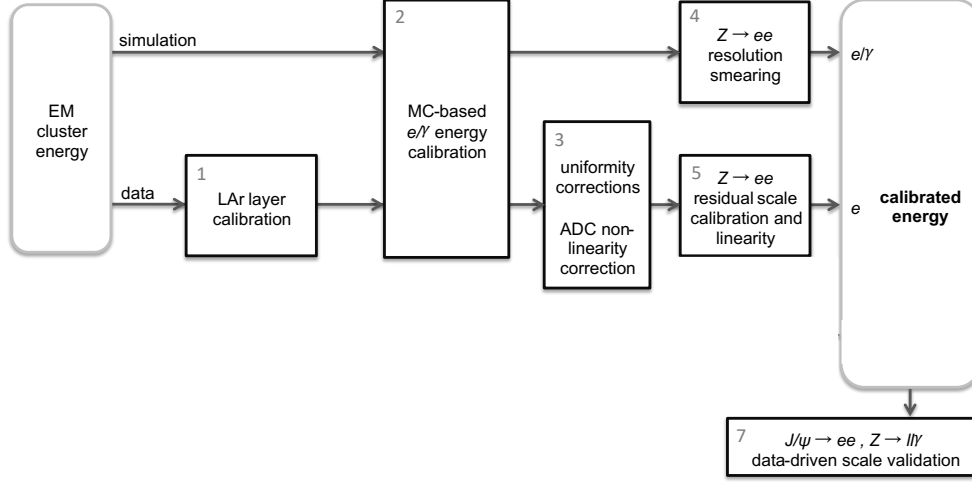 EM
cluster
energy
simulation
data
1
LAr layer
calibration
2
MC-based
e/γ energy
calibration
3
uniformity
corrections
ADC non-
linearity
correction
4
Z → ee
resolution
smearing
5
Z → ee
residual scale
calibration and
linearity
e/γ
e
calibrated
energy
7
J/ψ → ee , Z → llγ
data-driven scale validation